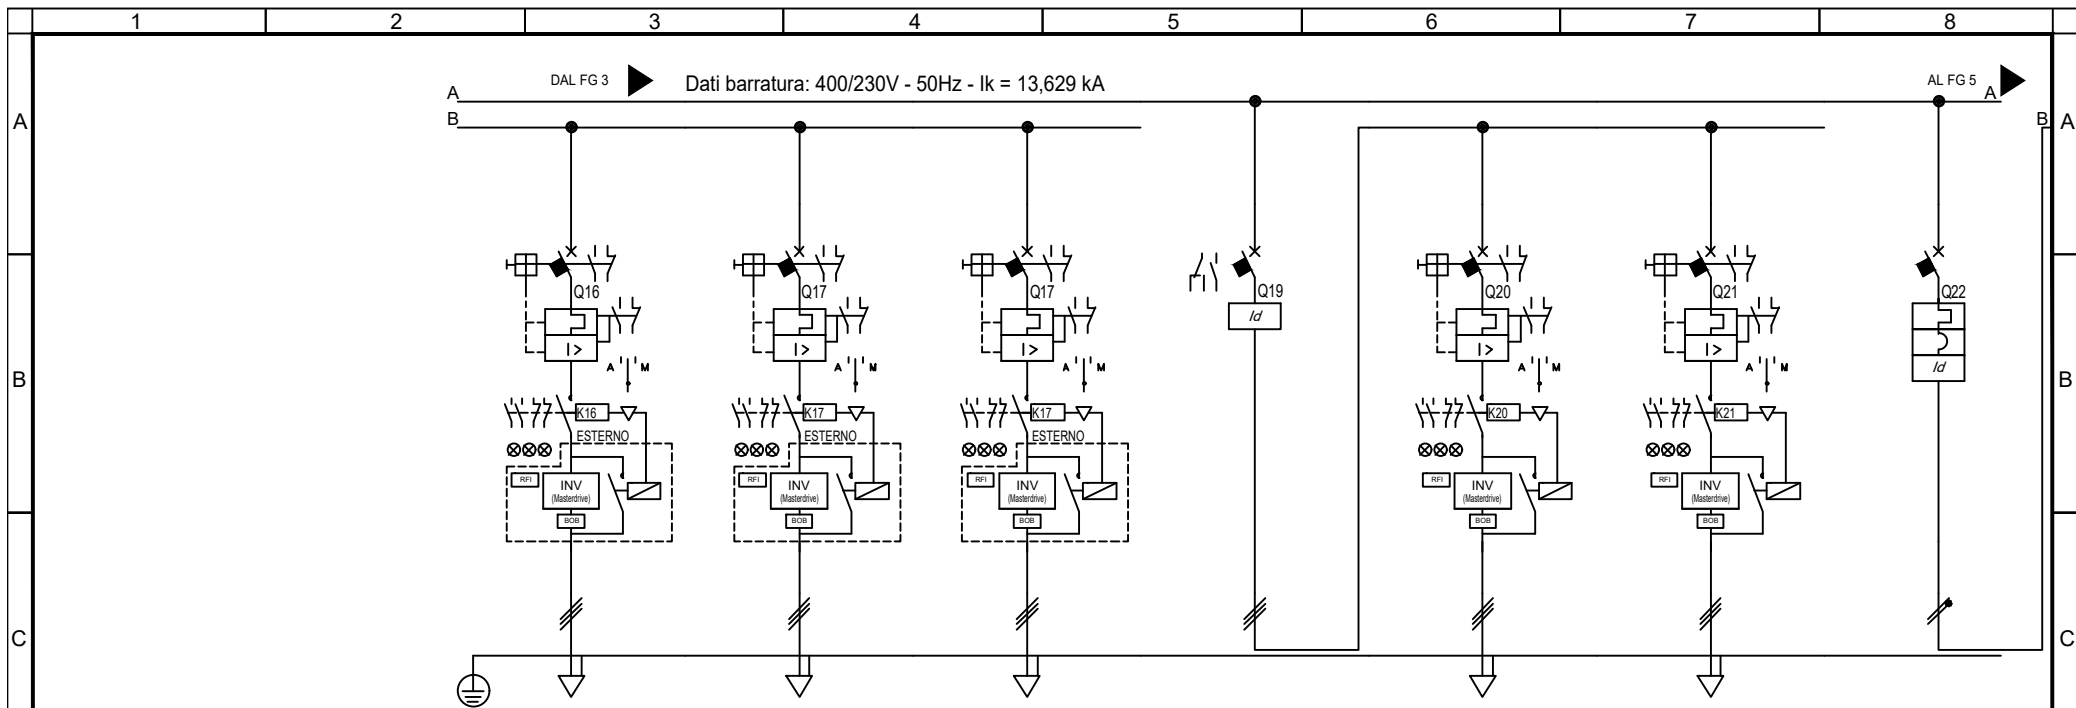 1 2 3 4 5 6 7 8
DAL FG 3 Dati barratura: 400/230V - 50Hz - Ik = 13,629 kA AL FG 5
A A
B B
A A
Q16 Q17 Q17 Q19 Q20 Q21 Q22
Id
I > I > I > I > I > Id
A M A M A M A M A M
B B
K16 K17 K17 K20 K21
ESTERNO ESTERNO ESTERNO
RFI INV RFI INV RFI INV RFI INV RFI INV
(Masterdrive) (Masterdrive) (Masterdrive) (Masterdrive) (Masterdrive)
BOB BOB BOB BOB BOB
C C